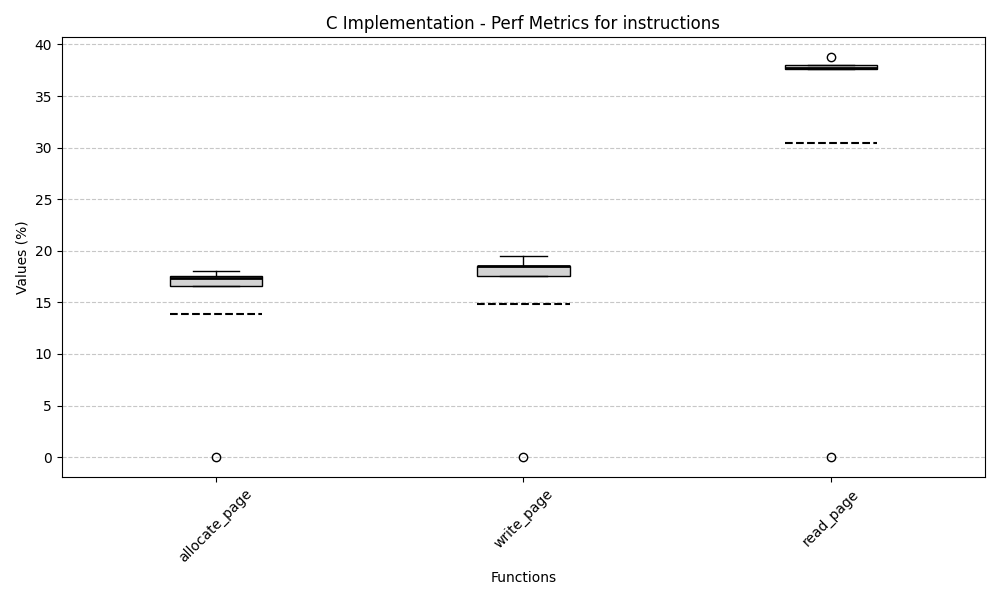 C Implementation - Perf Metrics for instructions
Values (%)
40
35
30
25
20
15
10
5
0
allocate_page
write_page
read_page
Functions